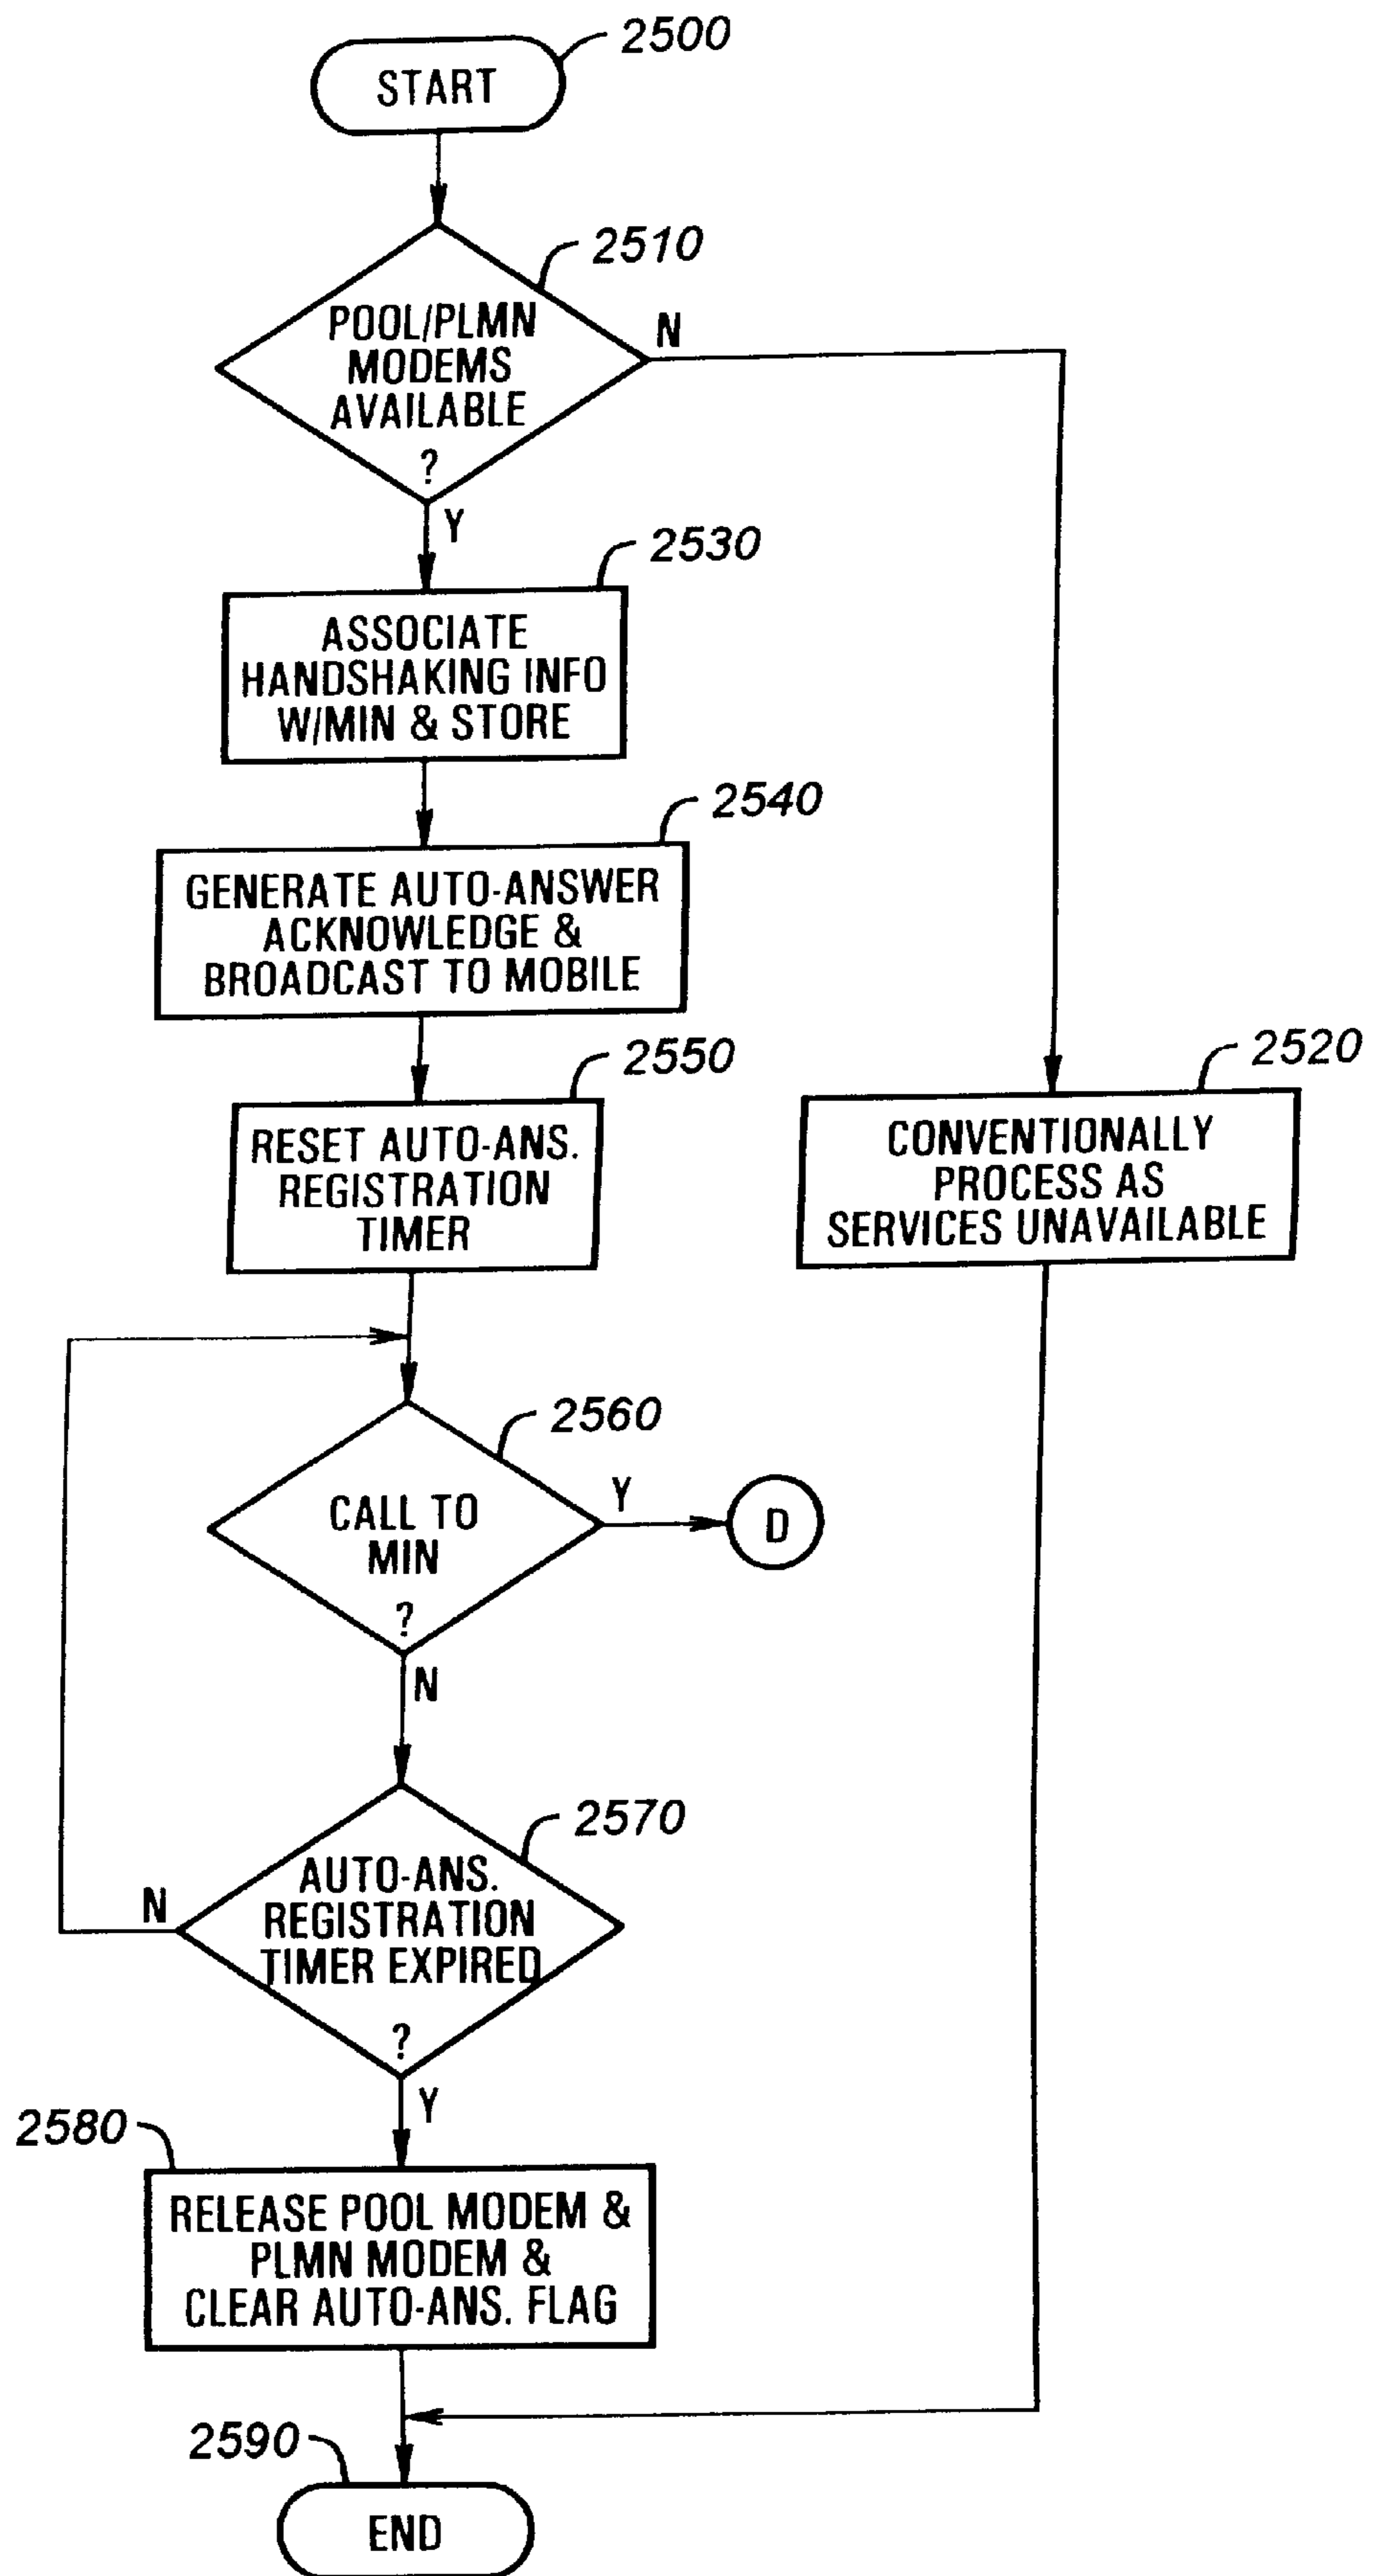 2500
START
2510
POOL/PLMN
MODEMS
AVAILABLE
?
N
Y
2530
ASSOCIATE
HANDSHAKING INFO
W/MIN & STORE
2540
GENERATE AUTO-ANSWER
ACKNOWLEDGE &
BROADCAST TO MOBILE
2550
RESET AUTO-ANS.
REGISTRATION
TIMER
2520
CONVENTIONALLY
PROCESS AS
SERVICES UNAVAILABLE
2560
CALL TO
MIN
?
Y
D
N
2570
AUTO-ANS.
REGISTRATION
TIMER EXPIRED
?
N
Y
2580
RELEASE POOL MODEM &
PLMN MODEM &
CLEAR AUTO-ANS. FLAG
2590
END